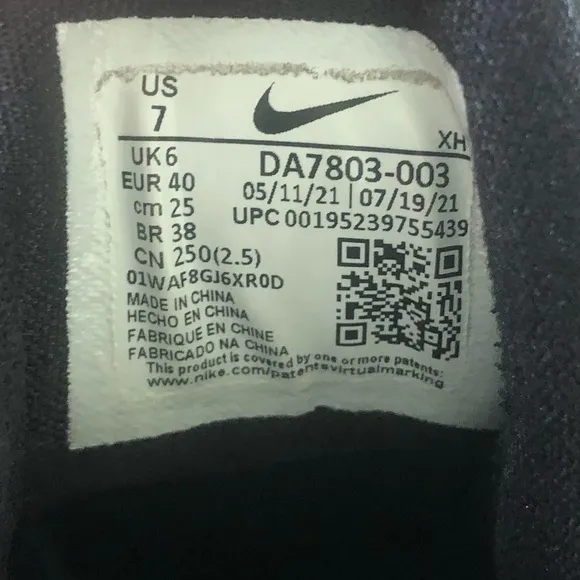 US
7
XH
UK 6
EUR 40
cm 25
BR 38
CN 250(2.5)
DA7803-003
05/11/21 | 07/19/21
UPC 00195239755439
01WAF8GJ6XR0D
MADE IN CHINA
HECHO EN CHINA
FABRIQUE EN CHINE
FABRICADO NA CHINA
This product is covered by one or more patents:
www.nike.com/patentsvirtualmarking